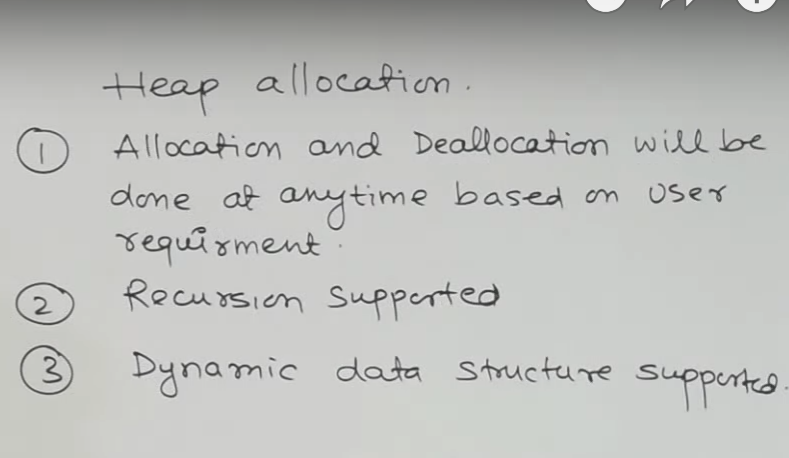 Heap allocation.
1 Allocation and Deallocation will be
done at anytime based on user
requirment.
2 Recursion supported
3 Dynamic data structure supported.